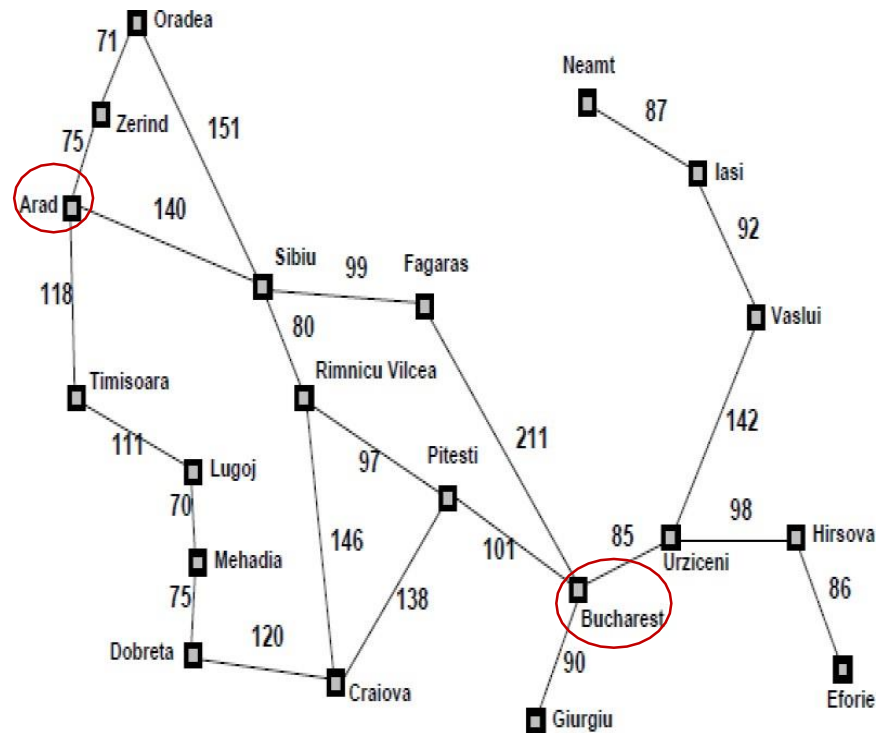 Oradea
71
Neamt
87
Zerind
151
75
Iasi
Arad
140
92
Sibiu
99
Fagaras
118
Vaslui
80
Timisoara
Rimnicu Vilcea
142
211
111
97
Pitesti
Lugoj
70
98
Hirsova
146
101
85
Urziceni
Mehadia
75
138
86
Bucharest
120
Dobreta
90
Craiova
Eforie
Giurgiu